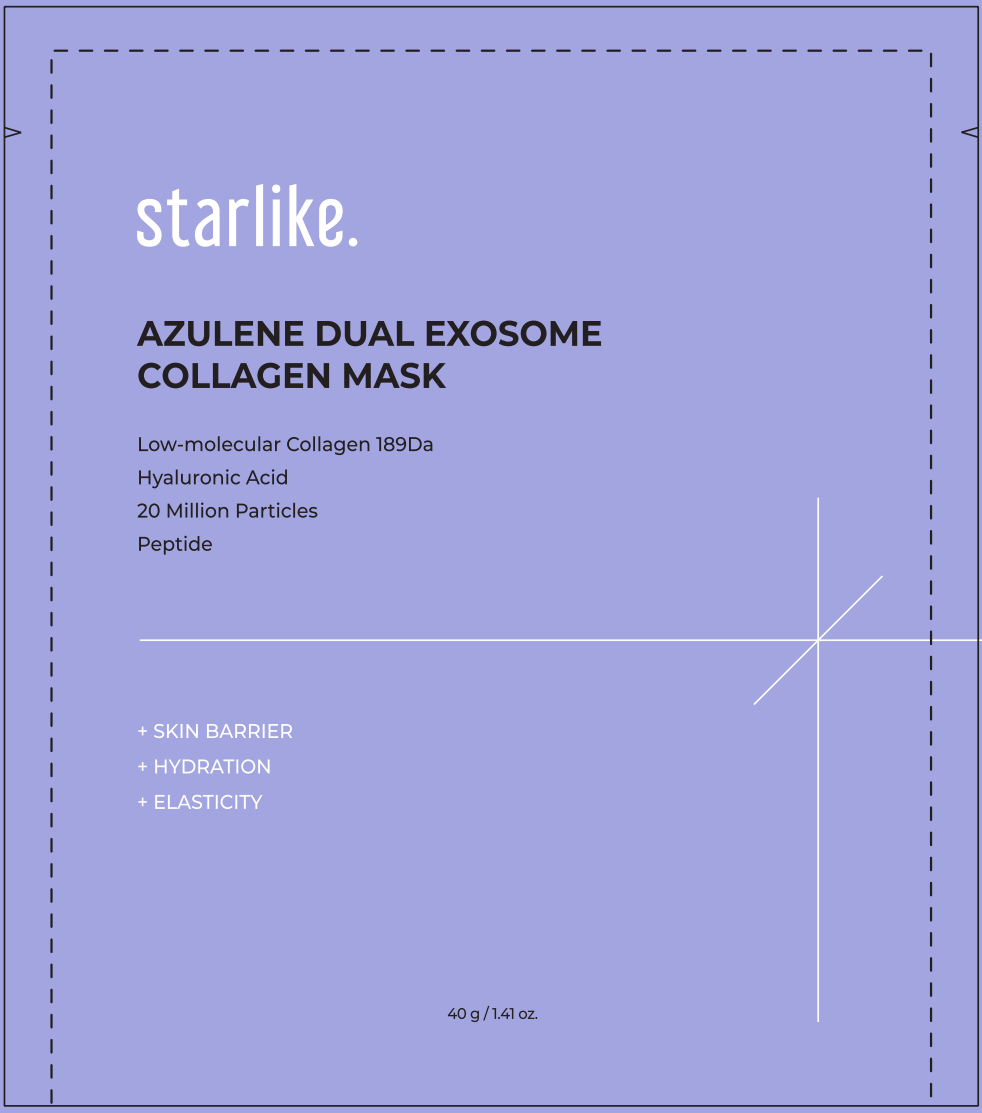 starlike.
AZULENE DUAL EXOSOME
COLLAGEN MASK
Low-molecular Collagen 189Da
Hyaluronic Acid
20 Million Particles
Peptide
+ SKIN BARRIER
+ HYDRATION
+ ELASTICITY
40 g / 1.41 oz.